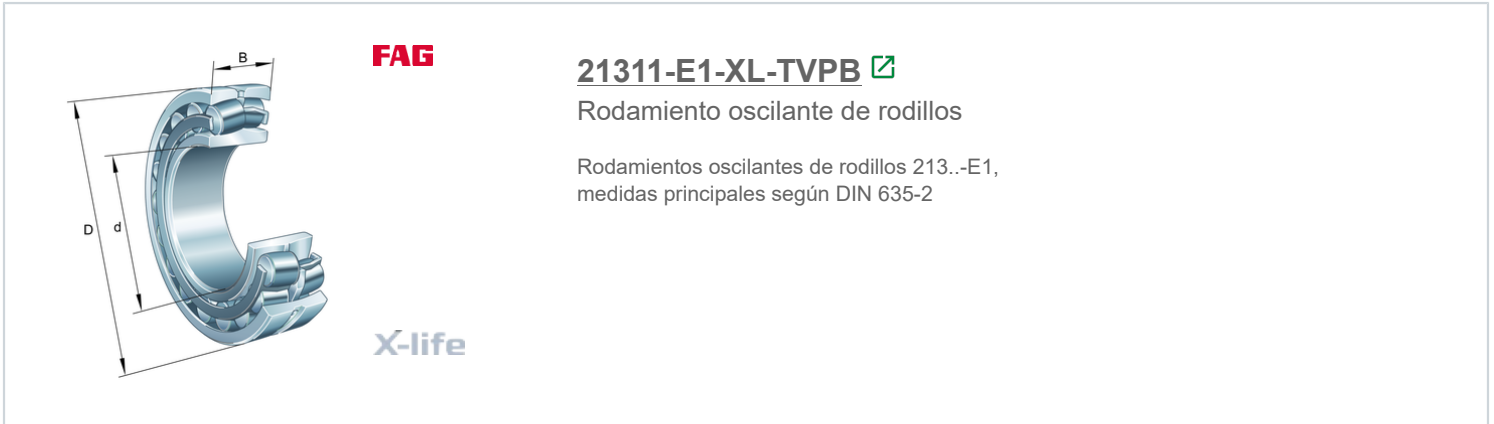 B
D
d
FAG
X-life
21311-E1-XL-TVPB
Rodamiento oscilante de rodillos
Rodamientos oscilantes de rodillos 213..-E1,
medidas principales según DIN 635-2